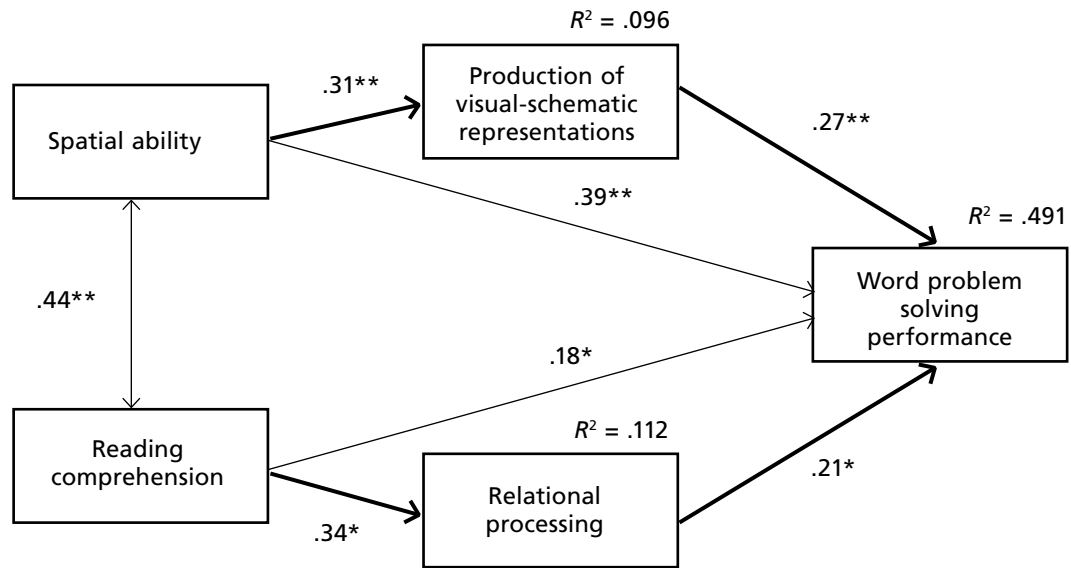 R² = .096
Production of
visual-schematic
representations
.31**
Spatial ability
.27**
.39**
R² = .491
Word problem
solving
performance
.44**
.18*
R² = .112
Reading
comprehension
.21*
Relational
processing
.34*